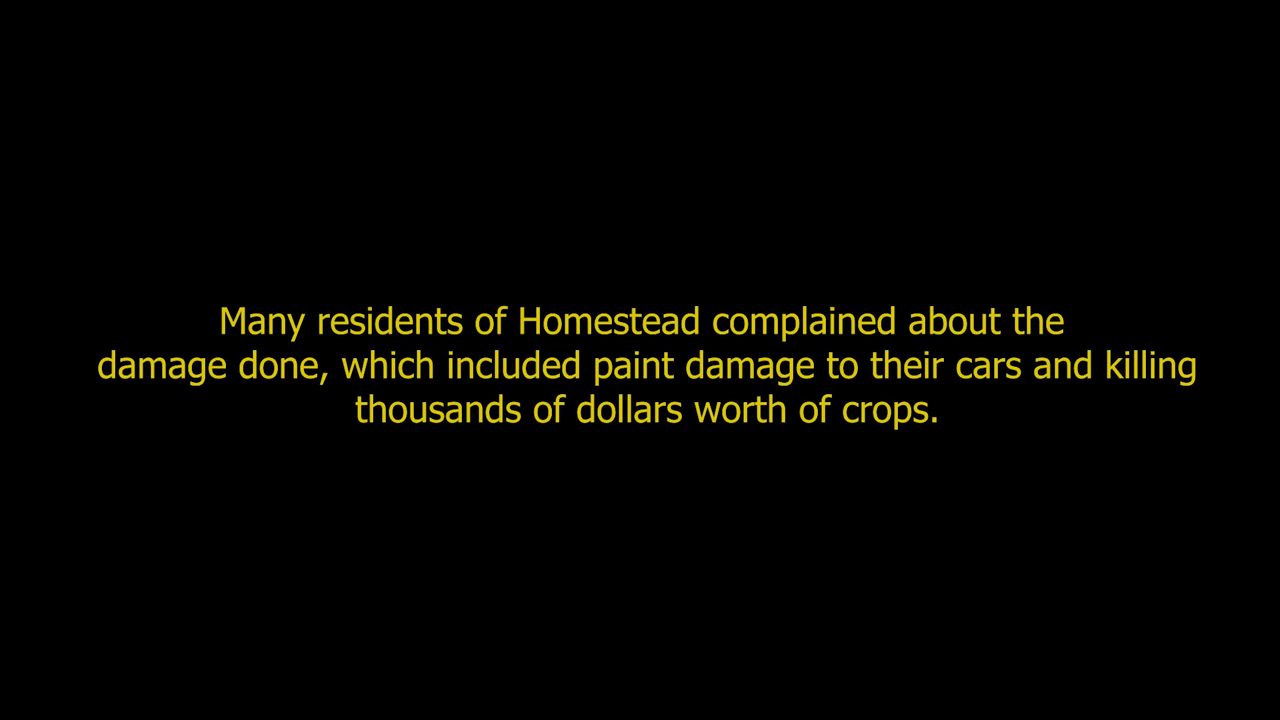 Many residents of Homestead complained about the
damage done, which included paint damage to their cars and killing
thousands of dollars worth of crops.